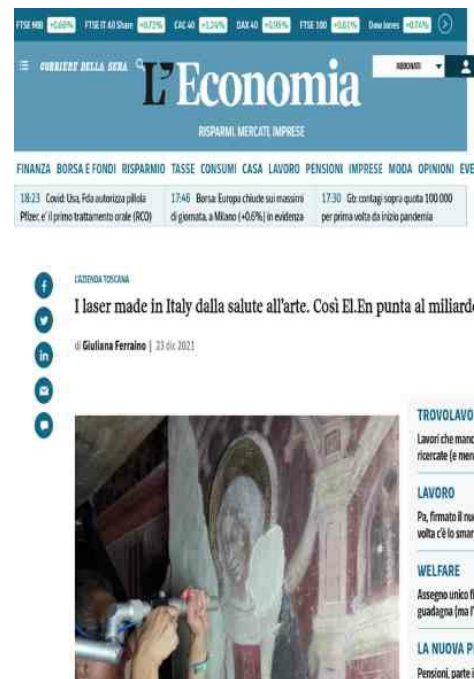 FTSE MIB +0,66% FTSE IT All Share +0,72% CAC 40 +1,24% DAX 40 +0,95% FTSE 100 +0,61% Dow Jones +0,74%
CORRIERE DELLA SERA
L'Economia
ABBONATI
RISPARMI, MERCATI, IMPRESE
FINANZA BORSA E FONDI RISPARMIO TASSE CONSUMI CASA LAVORO PENSIONI IMPRESE MODA OPINIONI EVE
18:23 Covid: Usa, Fda autorizza pillola
Pfizer, e' il primo trattamento orale (RCO)
17:46 Borsa: Europa chiude sui massimi
di giornata, a Milano (+0,6%) in evidenza
17:30 Gb: contagi sopra quota 100.000
per prima volta da inizio pandemia
L'AZIENDA TOSCANA
I laser made in Italy dalla salute all'arte. Così El.En punta al miliardo
di Giuliana Ferraino | 23 dic 2021
TROVOLAVORO
Lavori che manc
ricercate (e men
LAVORO
Pa, firmato il nuo
volta c'è lo smar
WELFARE
Assegno unico fi
guadagna (ma l'
LA NUOVA P
Pensioni, parte i